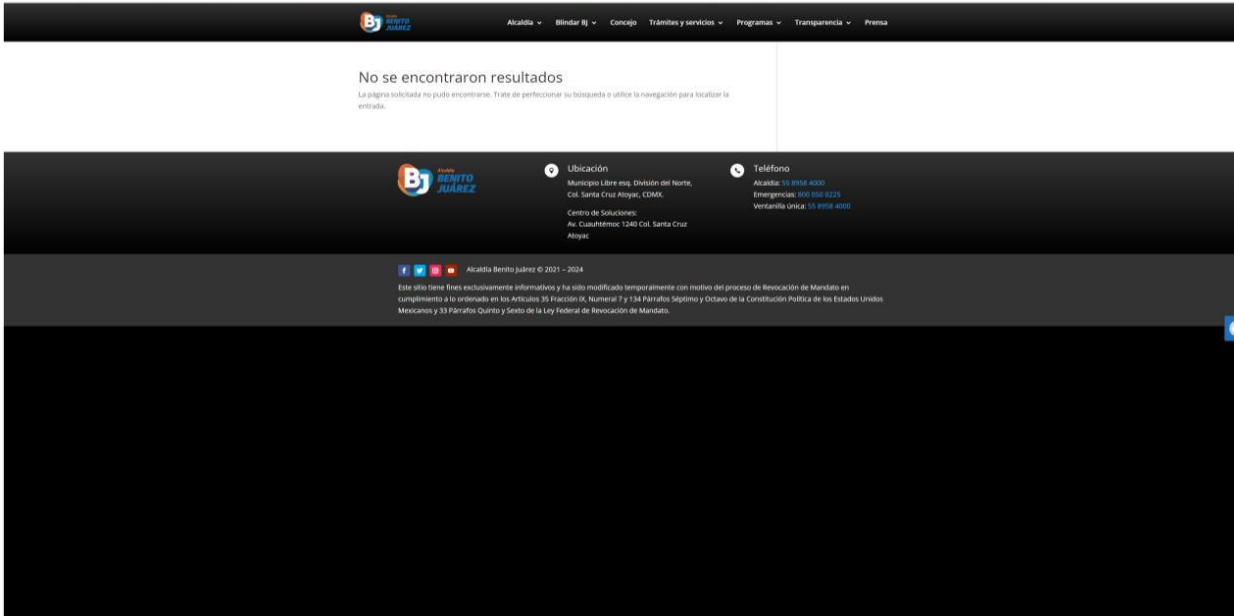 Alcaldía
BENITO
JUÁREZ
Alcaldía Blindar BJ Concejo Trámites y servicios Programas Transparencia Prensa
No se encontraron resultados
La página solicitada no pudo encontrarse. Trate de perfeccionar su búsqueda o utilice la navegación para localizar la
entrada.
Alcaldía
BENITO
JUÁREZ
Ubicación
Municipio Libre esq. División del Norte,
Col. Santa Cruz Atoyac, CDMX.
Centro de Soluciones:
Av. Cuauhtémoc 1240 Col. Santa Cruz
Atoyac
Teléfono
Alcaldía: 55 8958 4000
Emergencias: 800 050 0225
Ventanilla única: 55 8958 4000
Alcaldía Benito Juárez © 2021 – 2024
Este sitio tiene fines exclusivamente informativos y ha sido modificado temporalmente con motivo del proceso de Revocación de Mandato en
cumplimiento a lo ordenado en los Artículos 35 Fracción IX, Numeral 7 y 134 Párrafos Séptimo y Octavo de la Constitución Política de los Estados Unidos
Mexicanos y 33 Párrafos Quinto y Sexto de la Ley Federal de Revocación de Mandato.